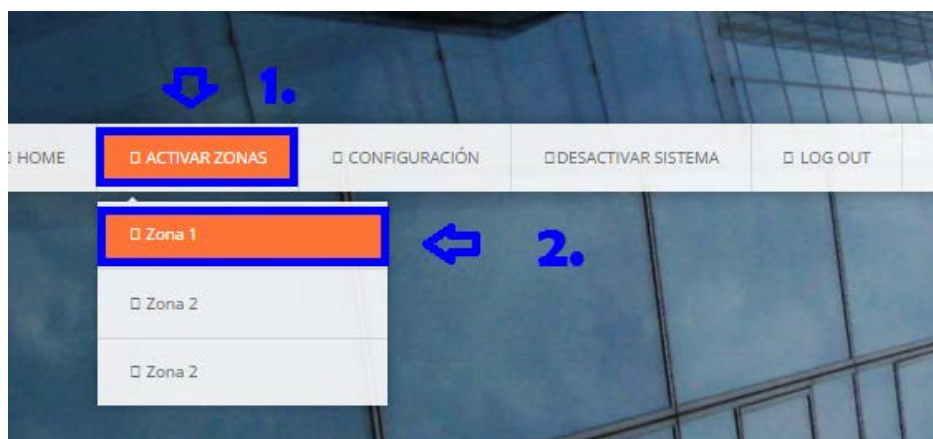 1.
HOME ACTIVAR ZONAS CONFIGURACIÓN DESACTIVAR SISTEMA LOG OUT
Zona 1
2.
Zona 2
Zona 2